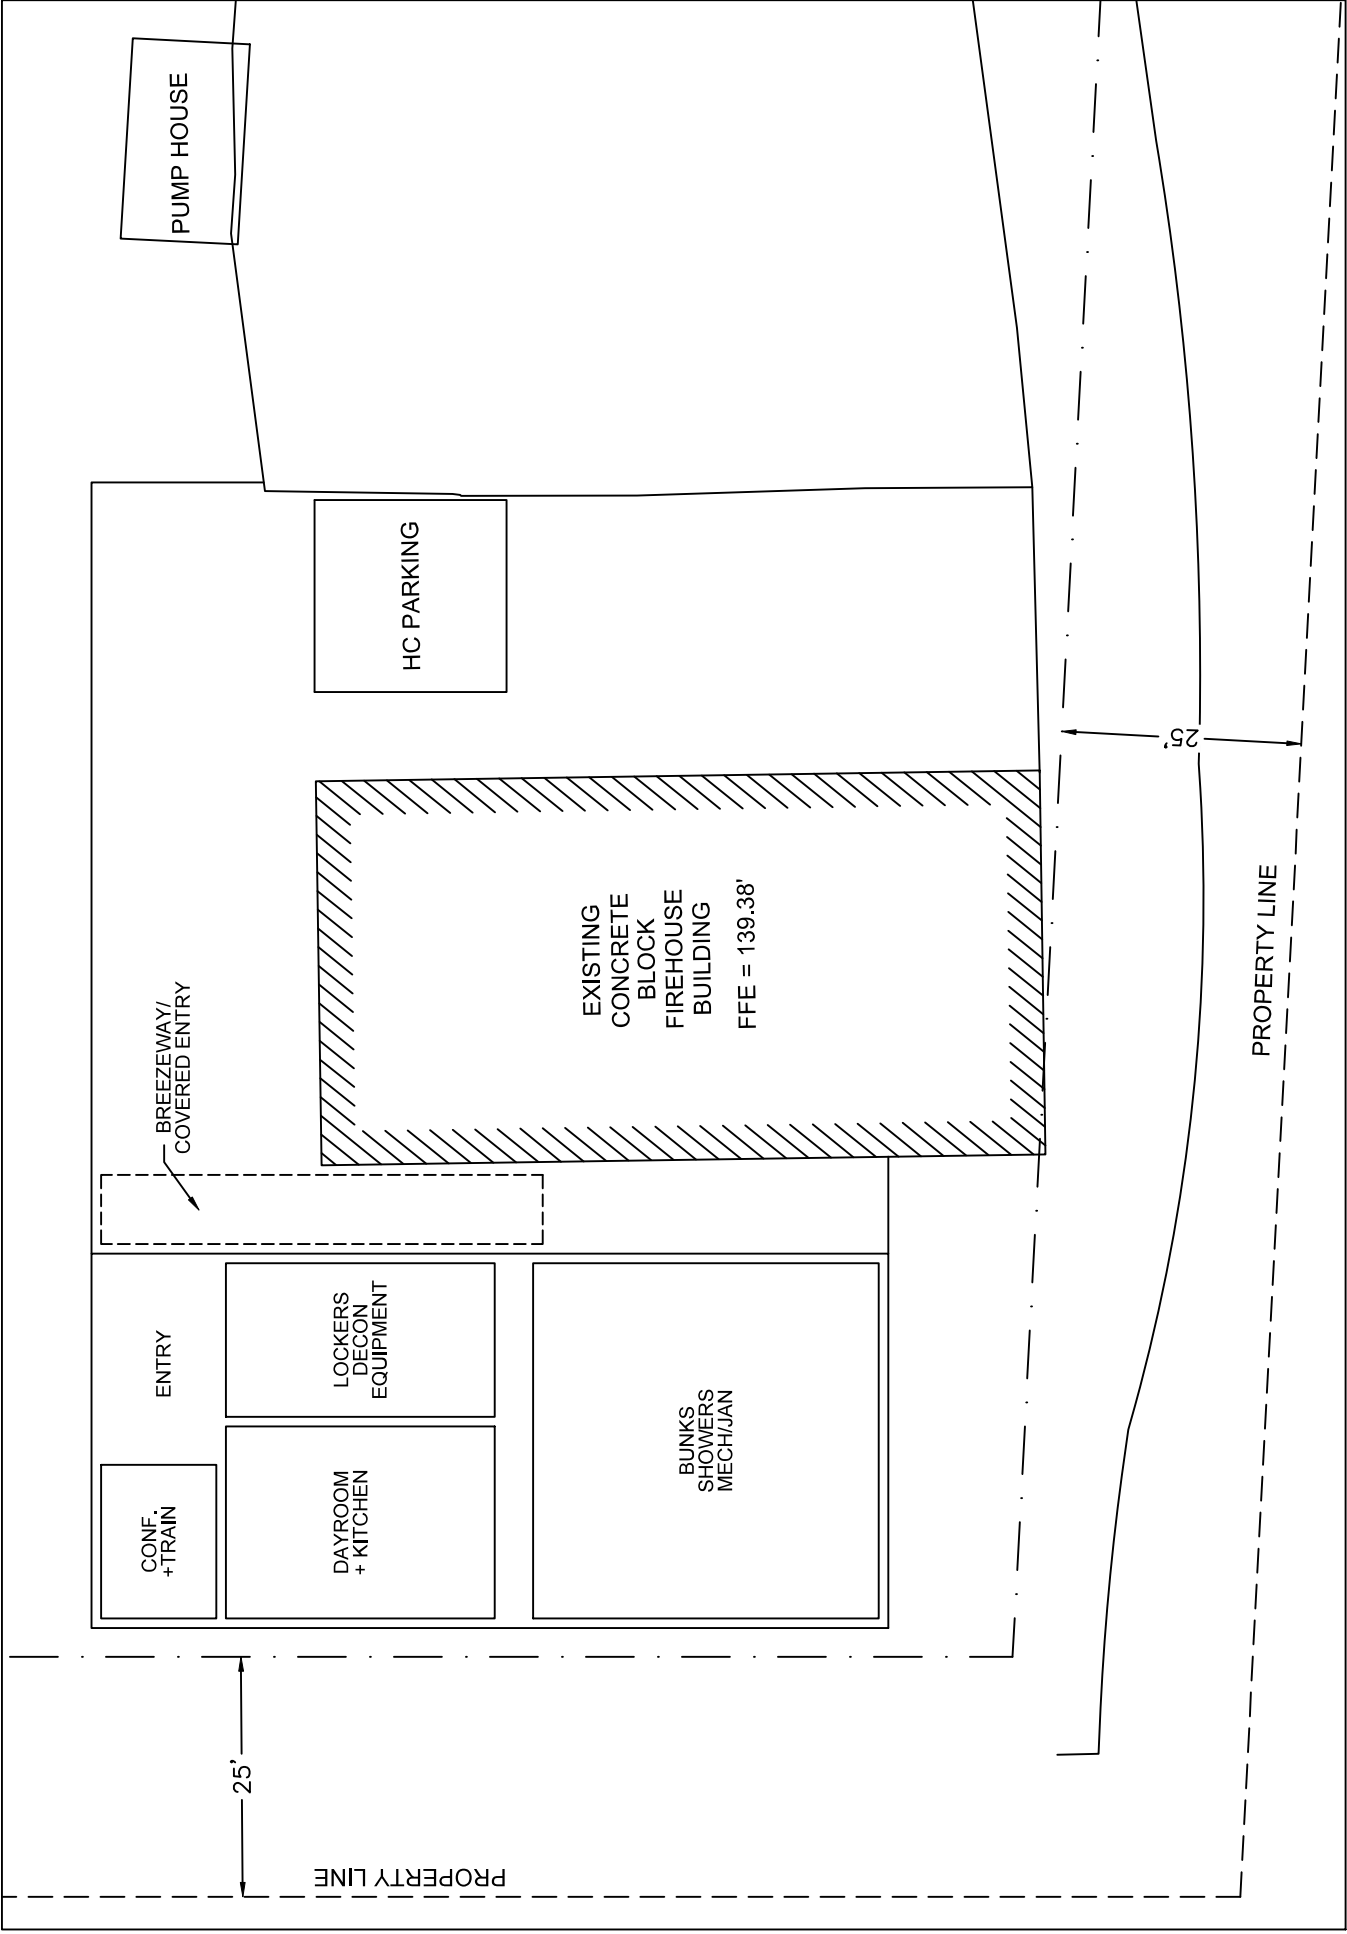 PUMP HOUSE
HC PARKING
EXISTING
CONCRETE
BLOCK
FIREHOUSE
BUILDING
FFE = 139.38'
BREEZEWAY/
COVERED ENTRY
ENTRY
LOCKERS
DECON
EQUIPMENT
CONF.
+TRAIN
DAYROOM
+ KITCHEN
BUNKS
SHOWERS
MECH/JAN
25'
PROPERTY LINE
25'
PROPERTY LINE